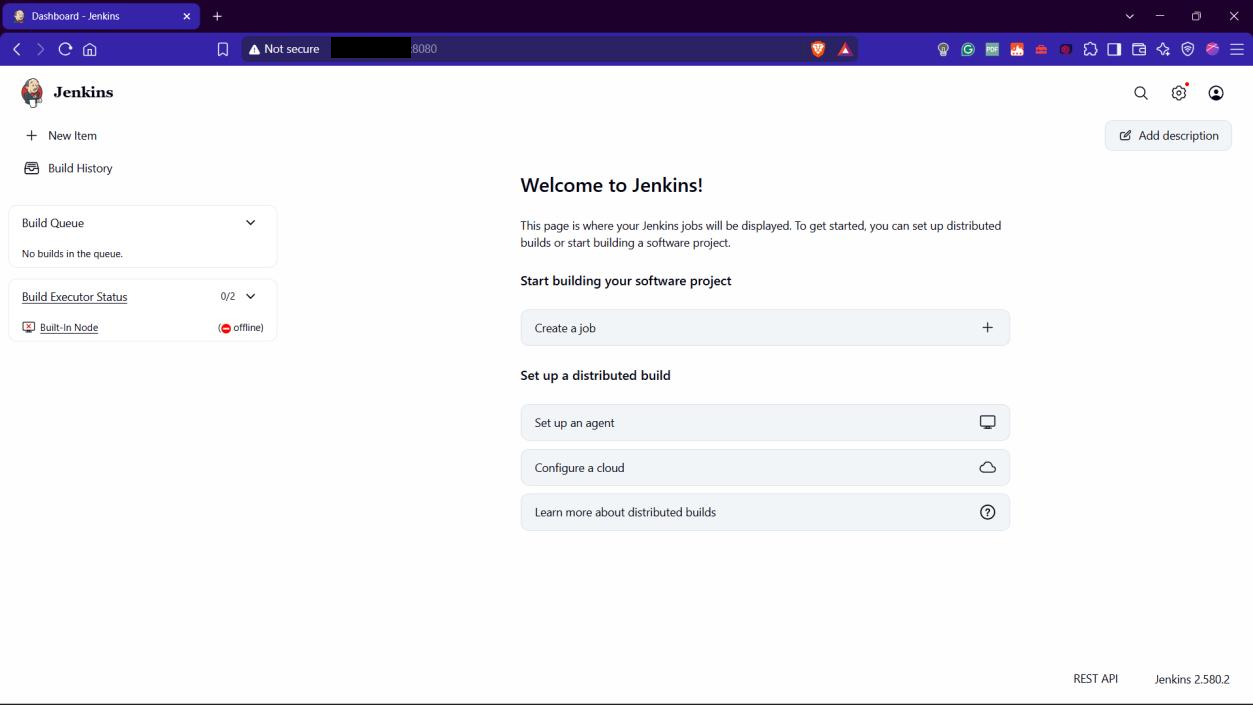 Dashboard - Jenkins
Not secure :8080
PDF
Jenkins
New Item
Add description
Build History
Build Queue
No builds in the queue.
Build Executor Status 0/2
Built-In Node (offline)
Welcome to Jenkins!
This page is where your Jenkins jobs will be displayed. To get started, you can set up distributed
builds or start building a software project.
Start building your software project
Create a job
Set up a distributed build
Set up an agent
Configure a cloud
Learn more about distributed builds
REST API Jenkins 2.580.2